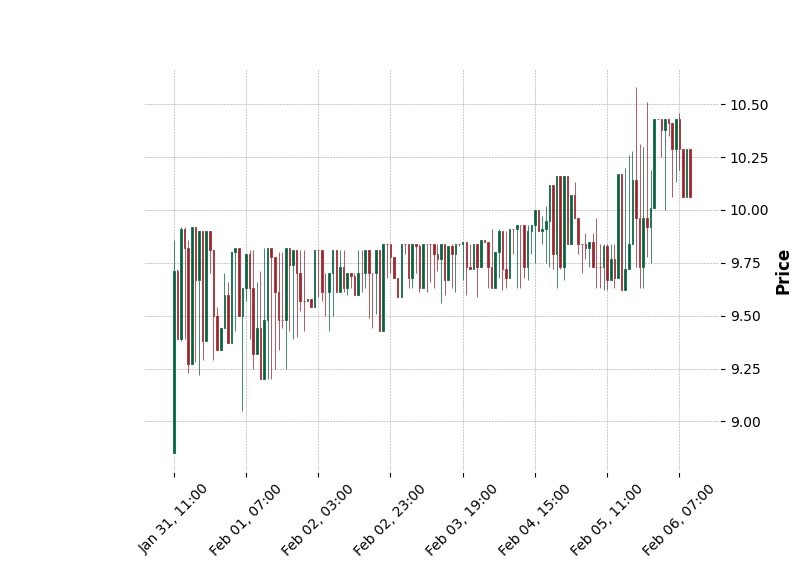 10.50
10.25
10.00
9.75
9.50
9.25
9.00
Price
Jan 31, 11:00
Feb 01, 07:00
Feb 02, 03:00
Feb 02, 23:00
Feb 03, 19:00
Feb 04, 15:00
Feb 05, 11:00
Feb 06, 07:00